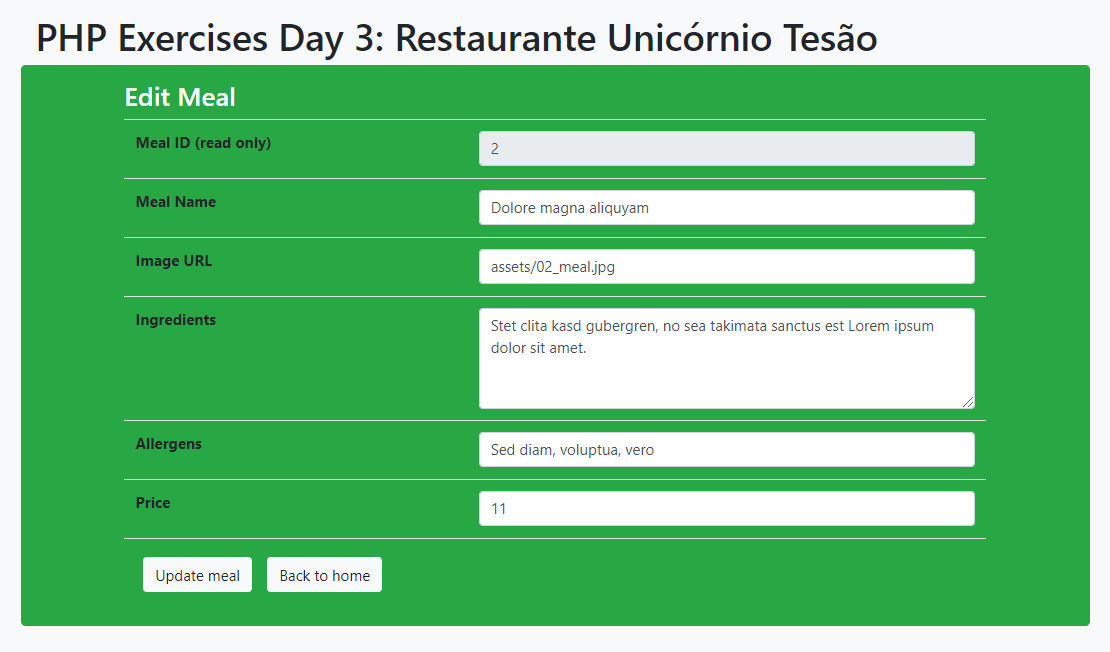 PHP Exercises Day 3: Restaurante Unicórnio Tesão
Edit Meal
Meal ID (read only)
2
Meal Name
Dolore magna aliquyam
Image URL
assets/02_meal.jpg
Ingredients
Stet clita kasd gubergren, no sea takimata sanctus est Lorem ipsum
dolor sit amet.
Allergens
Sed diam, voluptua, vero
Price
11
Update meal
Back to home